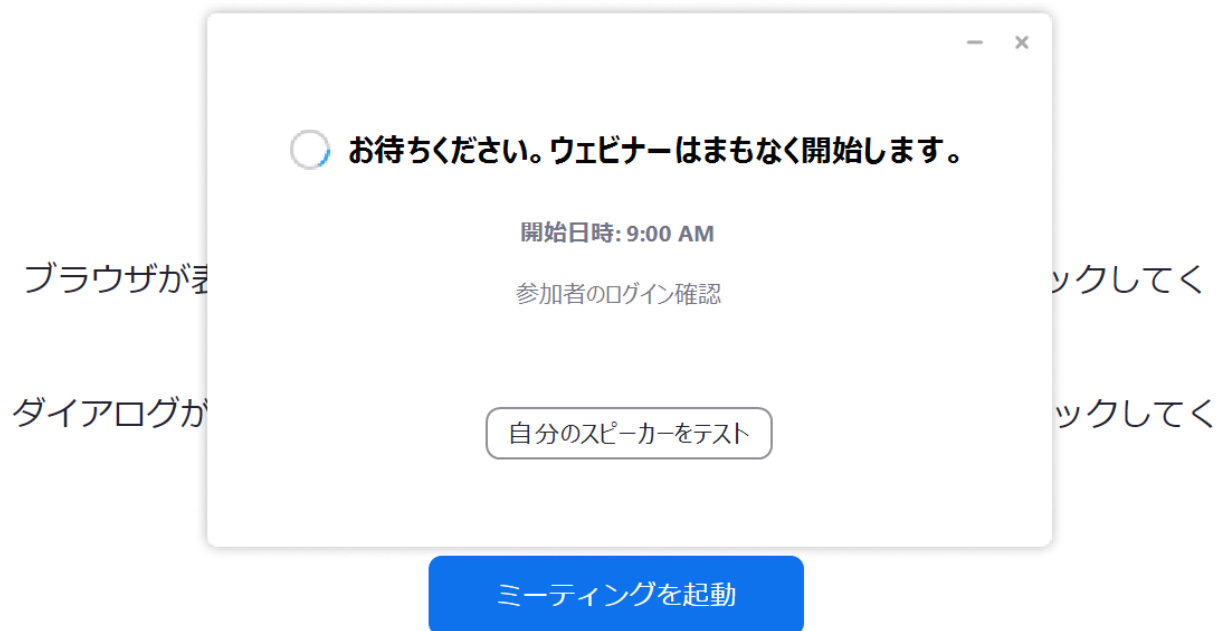 お待ちください。ウェビナーはまもなく開始します。
開始日時: 9:00 AM
参加者のログイン確認
ブラウザが
ックしてく
ダイアログが
ックしてく
自分のスピーカーをテスト
ミーティングを起動